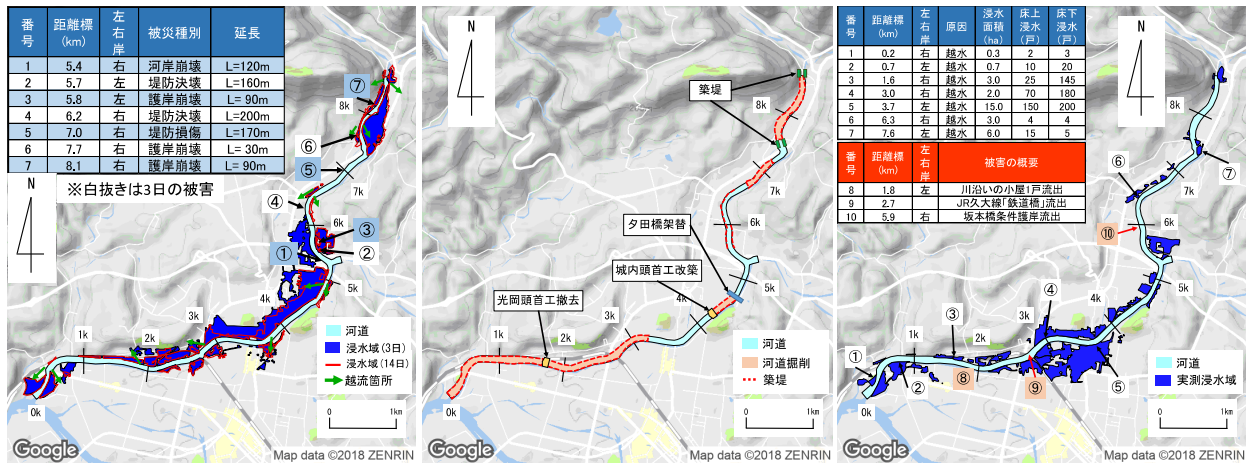 番号 距離標(km) 左右岸 被災種別 延長
1 5.4 右 河岸崩壊 L=120m
2 5.7 左 堤防決壊 L=160m
3 5.8 左 護岸崩壊 L= 90m
4 6.2 右 堤防決壊 L=200m
5 7.0 右 堤防損傷 L=170m
6 7.7 右 護岸崩壊 L= 30m
7 8.1 右 護岸崩壊 L= 90m
※白抜きは3日の被害
N
⑦
8k
⑥
⑤
7k
④
6k
③
①
②
5k
4k
3k
2k
1k
0k
河道
浸水域(3日)
浸水域(14日)
越流箇所
0 1km
Google
Map data ©2018 ZENRIN
N
築堤
8k
7k
夕田橋架替
6k
城内頭首工改築
5k
光岡頭首工撤去
4k
3k
2k
1k
0k
河道
河道掘削
築堤
0 1km
Google
Map data ©2018 ZENRIN
番号 距離標(km) 左右岸 原因 浸水面積(ha) 床上浸水(戸) 床下浸水(戸)
1 0.2 右 越水 0.3 2 3
2 0.7 左 越水 0.7 10 20
3 1.6 右 越水 3.0 25 145
4 3.0 右 越水 2.0 70 180
5 3.7 左 越水 15.0 150 200
6 6.3 右 越水 3.0 4 4
7 7.6 左 越水 6.0 15 5
番号 距離標(km) 左右岸 被害の概要
8 1.8 左 川沿いの小屋1戸流出
9 2.7 JR久大線「鉄道橋」流出
10 5.9 右 坂本橋条件護岸流出
N
8k
⑦
⑥
7k
⑩
6k
5k
④
4k
3k
③
2k
1k
①
②
⑧
⑨
⑤
0k
河道
実測浸水域
0 1km
Google
Map data ©2018 ZENRIN